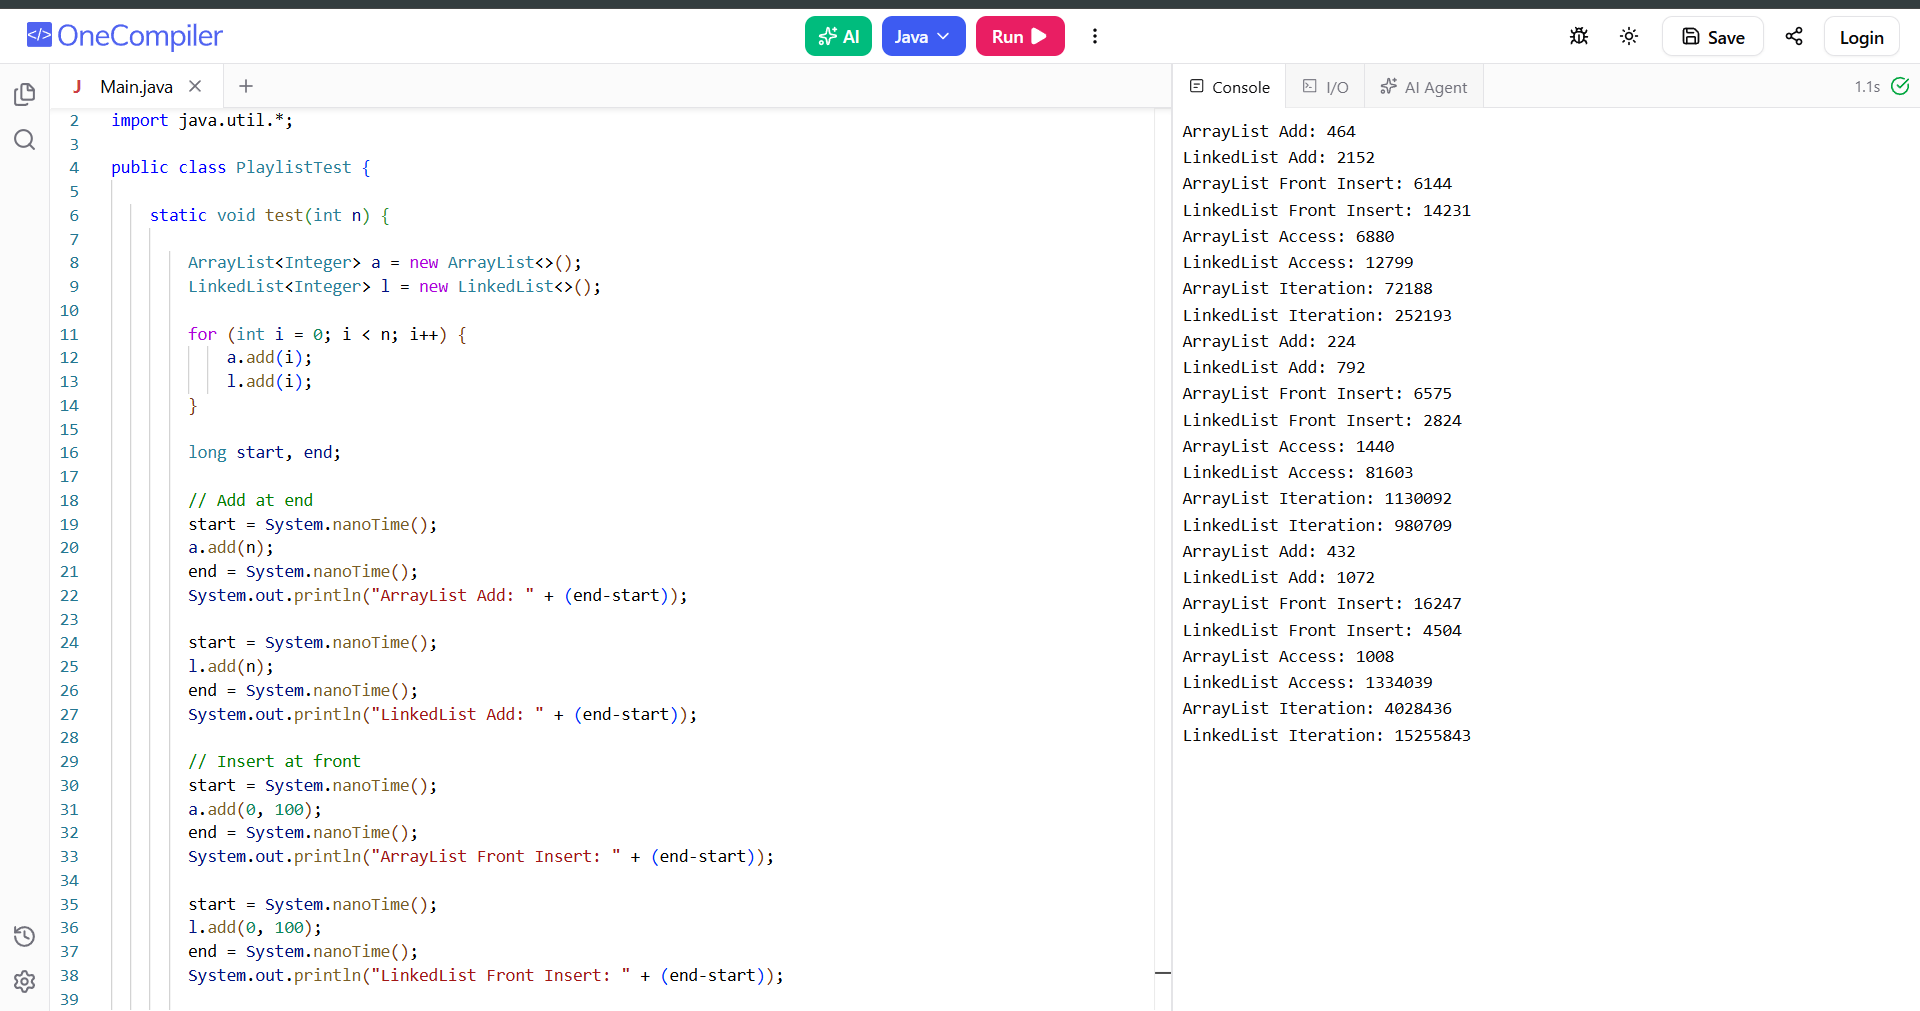 </> OneCompiler
AI
Java
Run
Save
Login
J Main.java
Console
I/O
AI Agent
1.1s
2 import java.util.*;
3
4 public class PlaylistTest {
5
6 static void test(int n) {
7
8 ArrayList<Integer> a = new ArrayList<>();
9 LinkedList<Integer> l = new LinkedList<>();
10
11 for (int i = 0; i < n; i++) {
12 a.add(i);
13 l.add(i);
14 }
15
16 long start, end;
17
18 // Add at end
19 start = System.nanoTime();
20 a.add(n);
21 end = System.nanoTime();
22 System.out.println("ArrayList Add: " + (end-start));
23
24 start = System.nanoTime();
25 l.add(n);
26 end = System.nanoTime();
27 System.out.println("LinkedList Add: " + (end-start));
28
29 // Insert at front
30 start = System.nanoTime();
31 a.add(0, 100);
32 end = System.nanoTime();
33 System.out.println("ArrayList Front Insert: " + (end-start));
34
35 start = System.nanoTime();
36 l.add(0, 100);
37 end = System.nanoTime();
38 System.out.println("LinkedList Front Insert: " + (end-start));
39
ArrayList Add: 464
LinkedList Add: 2152
ArrayList Front Insert: 6144
LinkedList Front Insert: 14231
ArrayList Access: 6880
LinkedList Access: 12799
ArrayList Iteration: 72188
LinkedList Iteration: 252193
ArrayList Add: 224
LinkedList Add: 792
ArrayList Front Insert: 6575
LinkedList Front Insert: 2824
ArrayList Access: 1440
LinkedList Access: 81603
ArrayList Iteration: 1130092
LinkedList Iteration: 980709
ArrayList Add: 432
LinkedList Add: 1072
ArrayList Front Insert: 16247
LinkedList Front Insert: 4504
ArrayList Access: 1008
LinkedList Access: 1334039
ArrayList Iteration: 4028436
LinkedList Iteration: 15255843